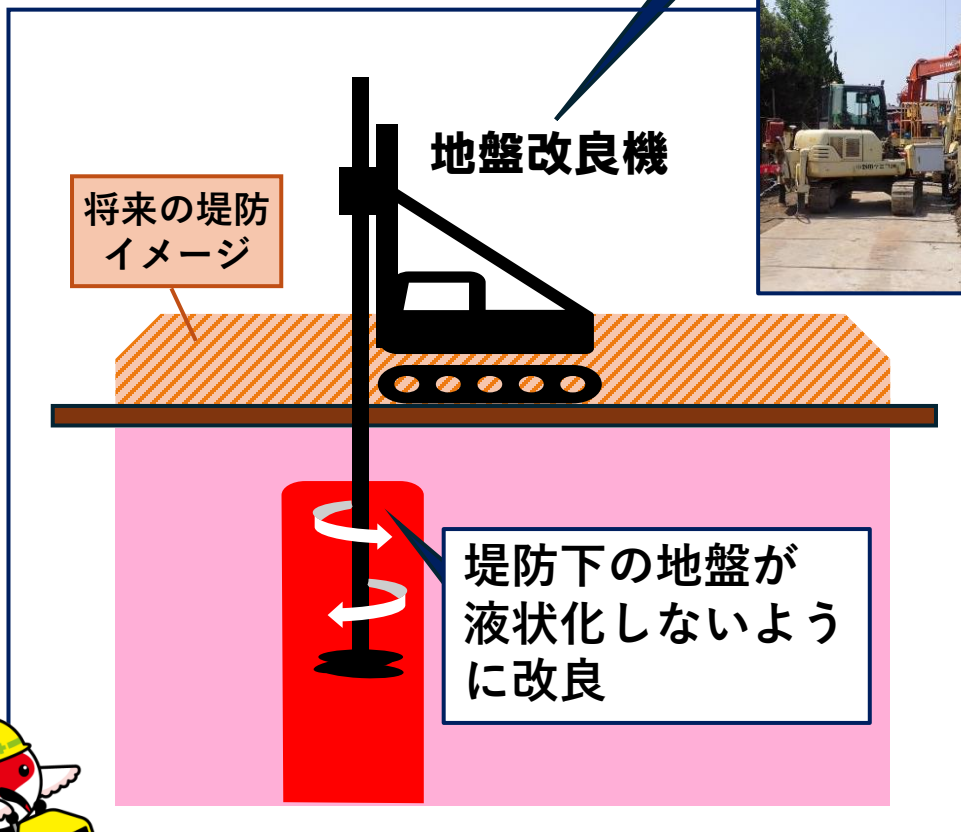 地盤改良機
将来の堤防
イメージ
堤防下の地盤が
液状化しないよう
に改良